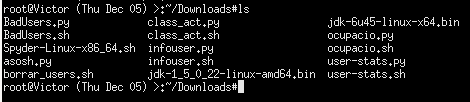 root@Victor (Thu Dec 05) >:~/Downloads#ls
BadUsers.py class_act.py jdk-6u45-linux-x64.bin
BadUsers.sh class_act.sh ocupacio.py
Spyder-Linux-x86_64.sh infouser.py ocupacio.sh
asosh.py infouser.sh user-stats.py
borrar_users.sh jdk-1_5_0_22-linux-amd64.bin user-stats.sh
root@Victor (Thu Dec 05) >:~/Downloads#